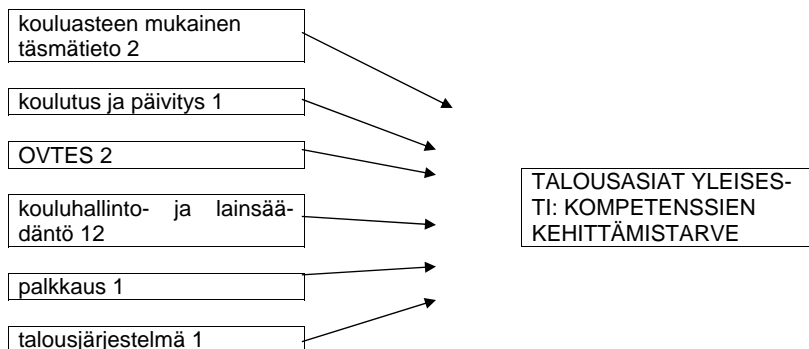 kouluasteen mukainen
täsmätieto 2
koulutus ja päivitys 1
OVTES 2
kouluhallinto- ja lainsää-
däntö 12
palkkaus 1
talousjärjestelmä 1
TALOUSASIAT YLEISES-
TI: KOMPETENSSIEN
KEHITTÄMISTARVE